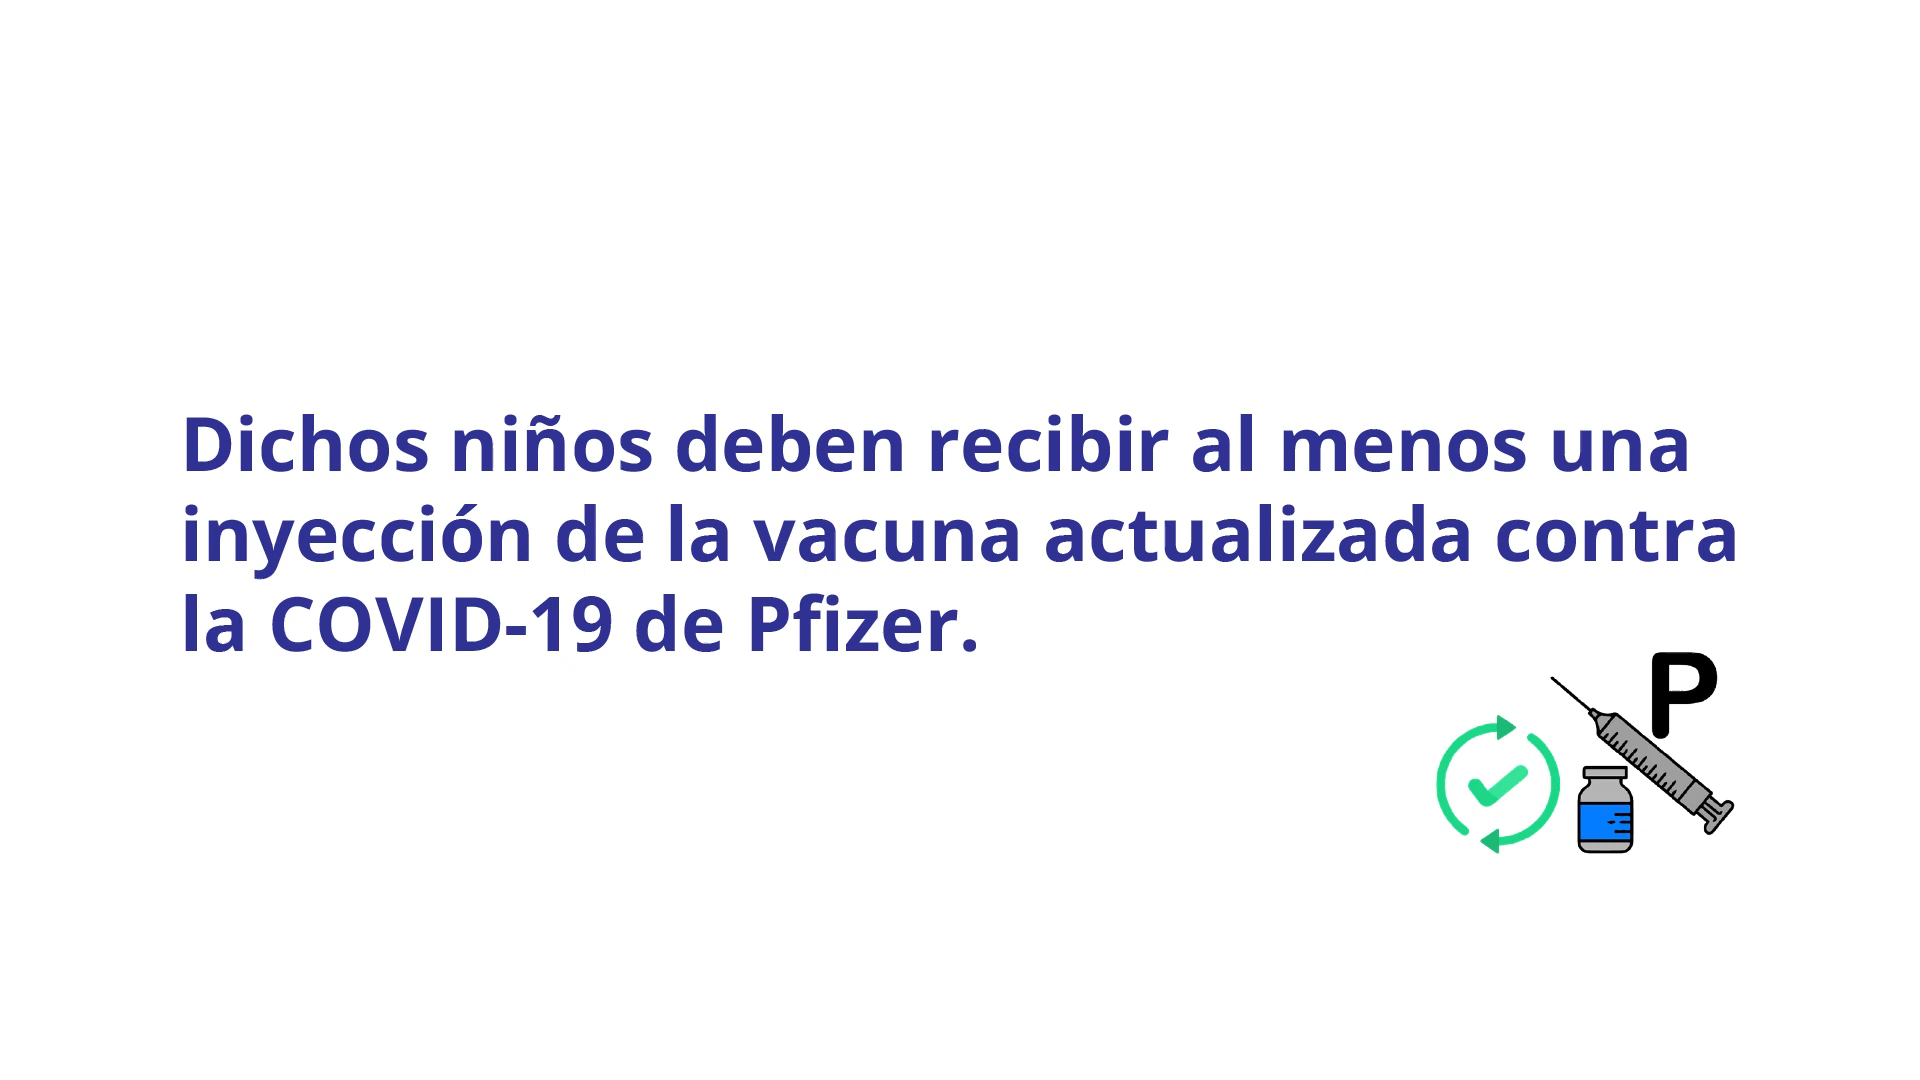 Dichos niños deben recibir al menos una
inyección de la vacuna actualizada contra
la COVID-19 de Pfizer.
P